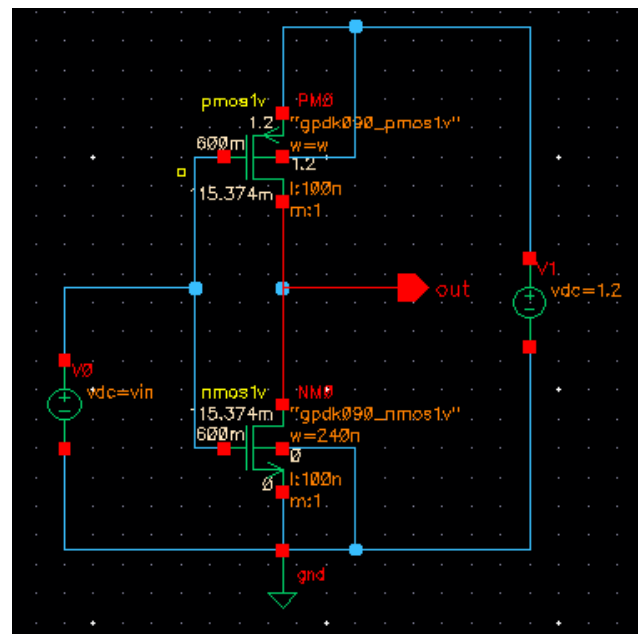 pmos1v PM0
1.2 "gpdk090_pmos1v"
600m w=w
1.2
15.374m l:100n
m:1
out
V1
vdc=1.2
V0
vdc=vin
nmos1v NM0
15.374m "gpdk090_nmos1v"
600m w=240n
0
0 l:100n
m:1
gnd